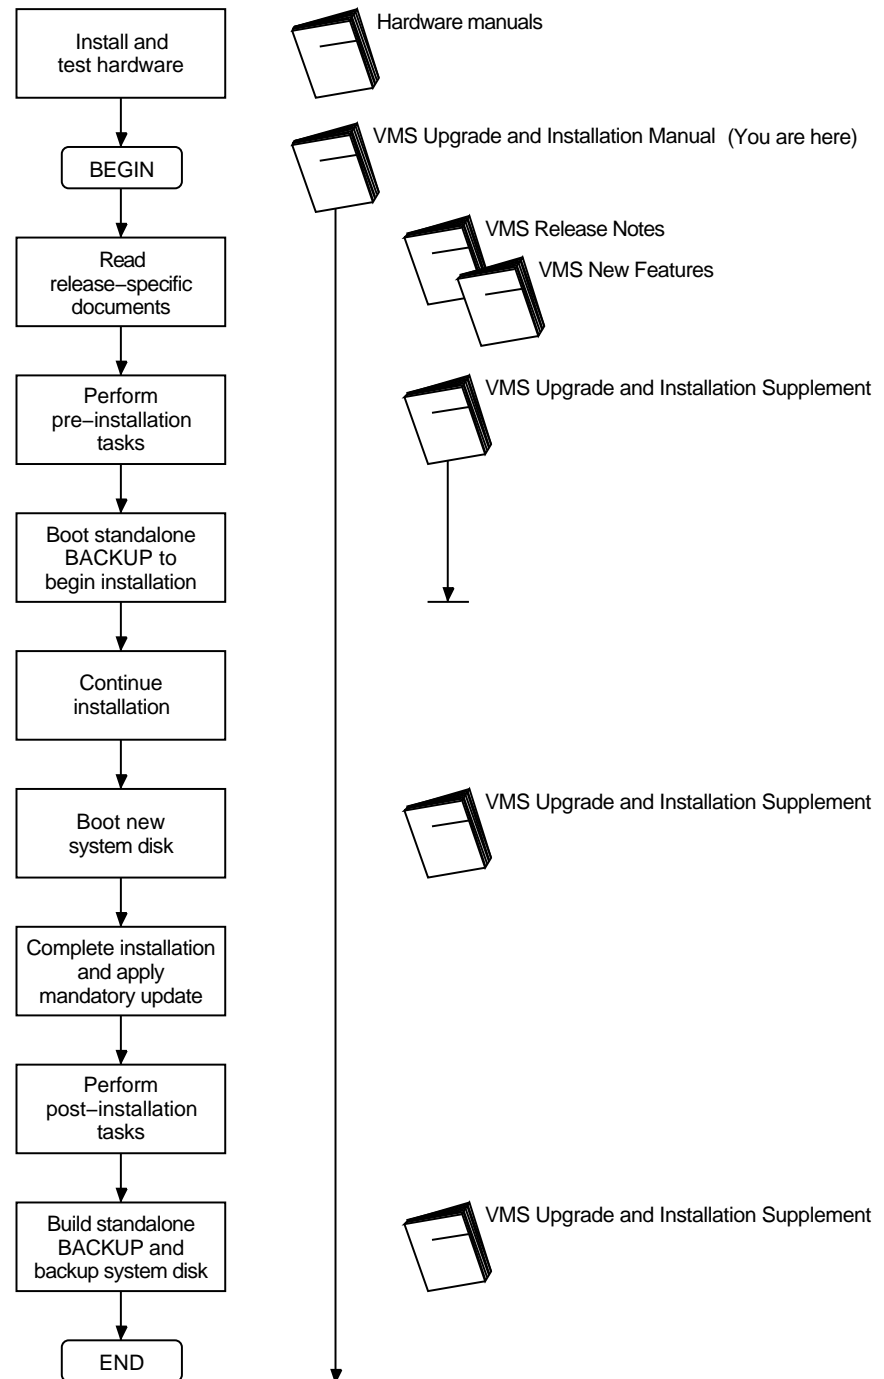 Install and
test hardware
Hardware manuals
BEGIN
VMS Upgrade and Installation Manual (You are here)
Read
release−specific
documents
VMS Release Notes
VMS New Features
Perform
pre−installation
tasks
VMS Upgrade and Installation Supplement
Boot standalone
BACKUP to
begin installation
Continue
installation
Boot new
system disk
VMS Upgrade and Installation Supplement
Complete installation
and apply
mandatory update
Perform
post−installation
tasks
Build standalone
BACKUP and
backup system disk
VMS Upgrade and Installation Supplement
END